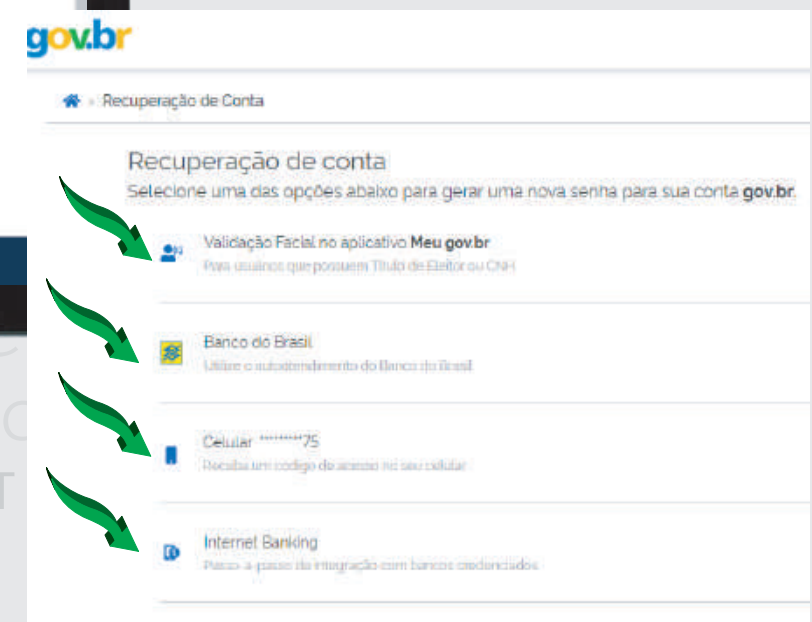 gov.br
Recuperação de Conta
Recuperação de conta
Selecione uma das opções abaixo para gerar uma nova senha para sua conta gov.br.
Validação Facial no aplicativo Meu gov.br
Para usuários que possuem Título de Eleitor ou CNH
Banco do Brasil
Utilize o autoatendimento do Banco do Brasil
Celular *********75
Receba um código de acesso no seu celular
Internet Banking
Passo-a-passo da integração com bancos credenciados